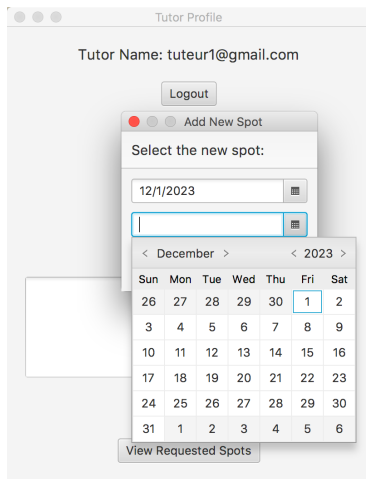 Tutor Profile
Tutor Name: tuteur1@gmail.com
Logout
Add New Spot
Select the new spot:
12/1/2023
< December > < 2023 >
Sun Mon Tue Wed Thu Fri Sat
26 27 28 29 30 1 2
3 4 5 6 7 8 9
10 11 12 13 14 15 16
17 18 19 20 21 22 23
24 25 26 27 28 29 30
31 1 2 3 4 5 6
View Requested Spots